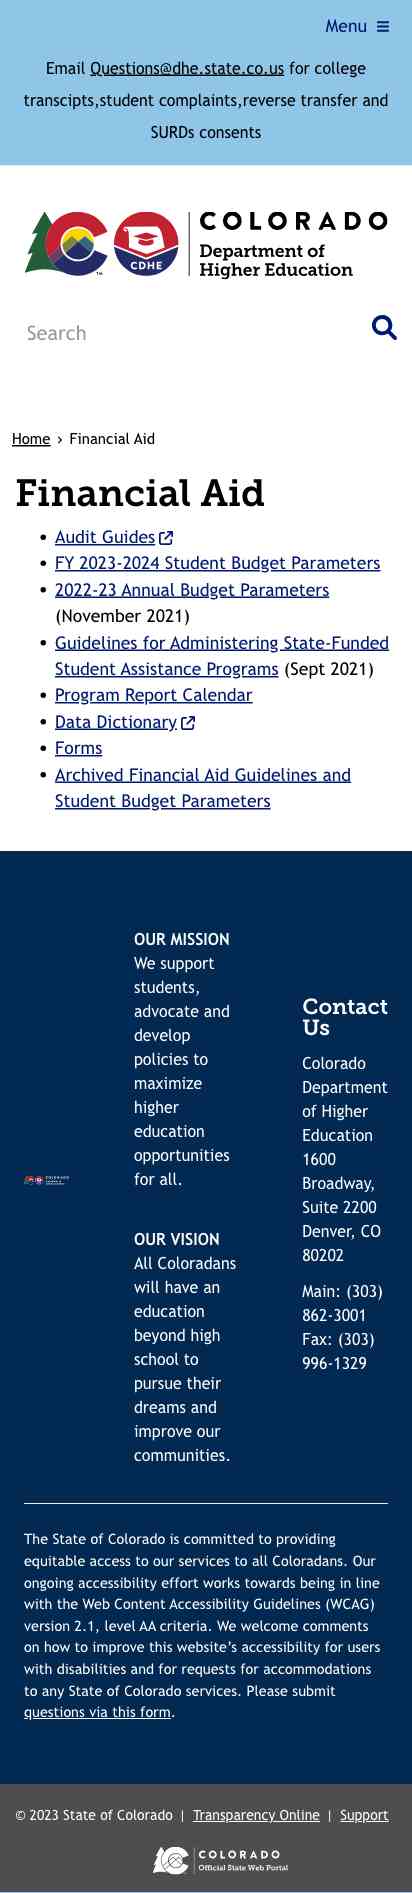 Menu ≡
Email Questions@dhe.state.co.us for college
transcipts,student complaints,reverse transfer and
SURDs consents
COLORADO
Department of
Higher Education
CDHE
TM
Search
Home › Financial Aid
Financial Aid
• Audit Guides
• FY 2023-2024 Student Budget Parameters
• 2022-23 Annual Budget Parameters
(November 2021)
• Guidelines for Administering State-Funded
Student Assistance Programs (Sept 2021)
• Program Report Calendar
• Data Dictionary
• Forms
• Archived Financial Aid Guidelines and
Student Budget Parameters
OUR MISSION
We support
students,
advocate and
develop
policies to
maximize
higher
education
opportunities
for all.
OUR VISION
All Coloradans
will have an
education
beyond high
school to
pursue their
dreams and
improve our
communities.
Contact
Us
Colorado
Department
of Higher
Education
1600
Broadway,
Suite 2200
Denver, CO
80202
Main: (303)
862-3001
Fax: (303)
996-1329
The State of Colorado is committed to providing
equitable access to our services to all Coloradans. Our
ongoing accessibility effort works towards being in line
with the Web Content Accessibility Guidelines (WCAG)
version 2.1, level AA criteria. We welcome comments
on how to improve this website's accessibility for users
with disabilities and for requests for accommodations
to any State of Colorado services. Please submit
questions via this form.
© 2023 State of Colorado | Transparency Online | Support
COLORADO
Official State Web Portal